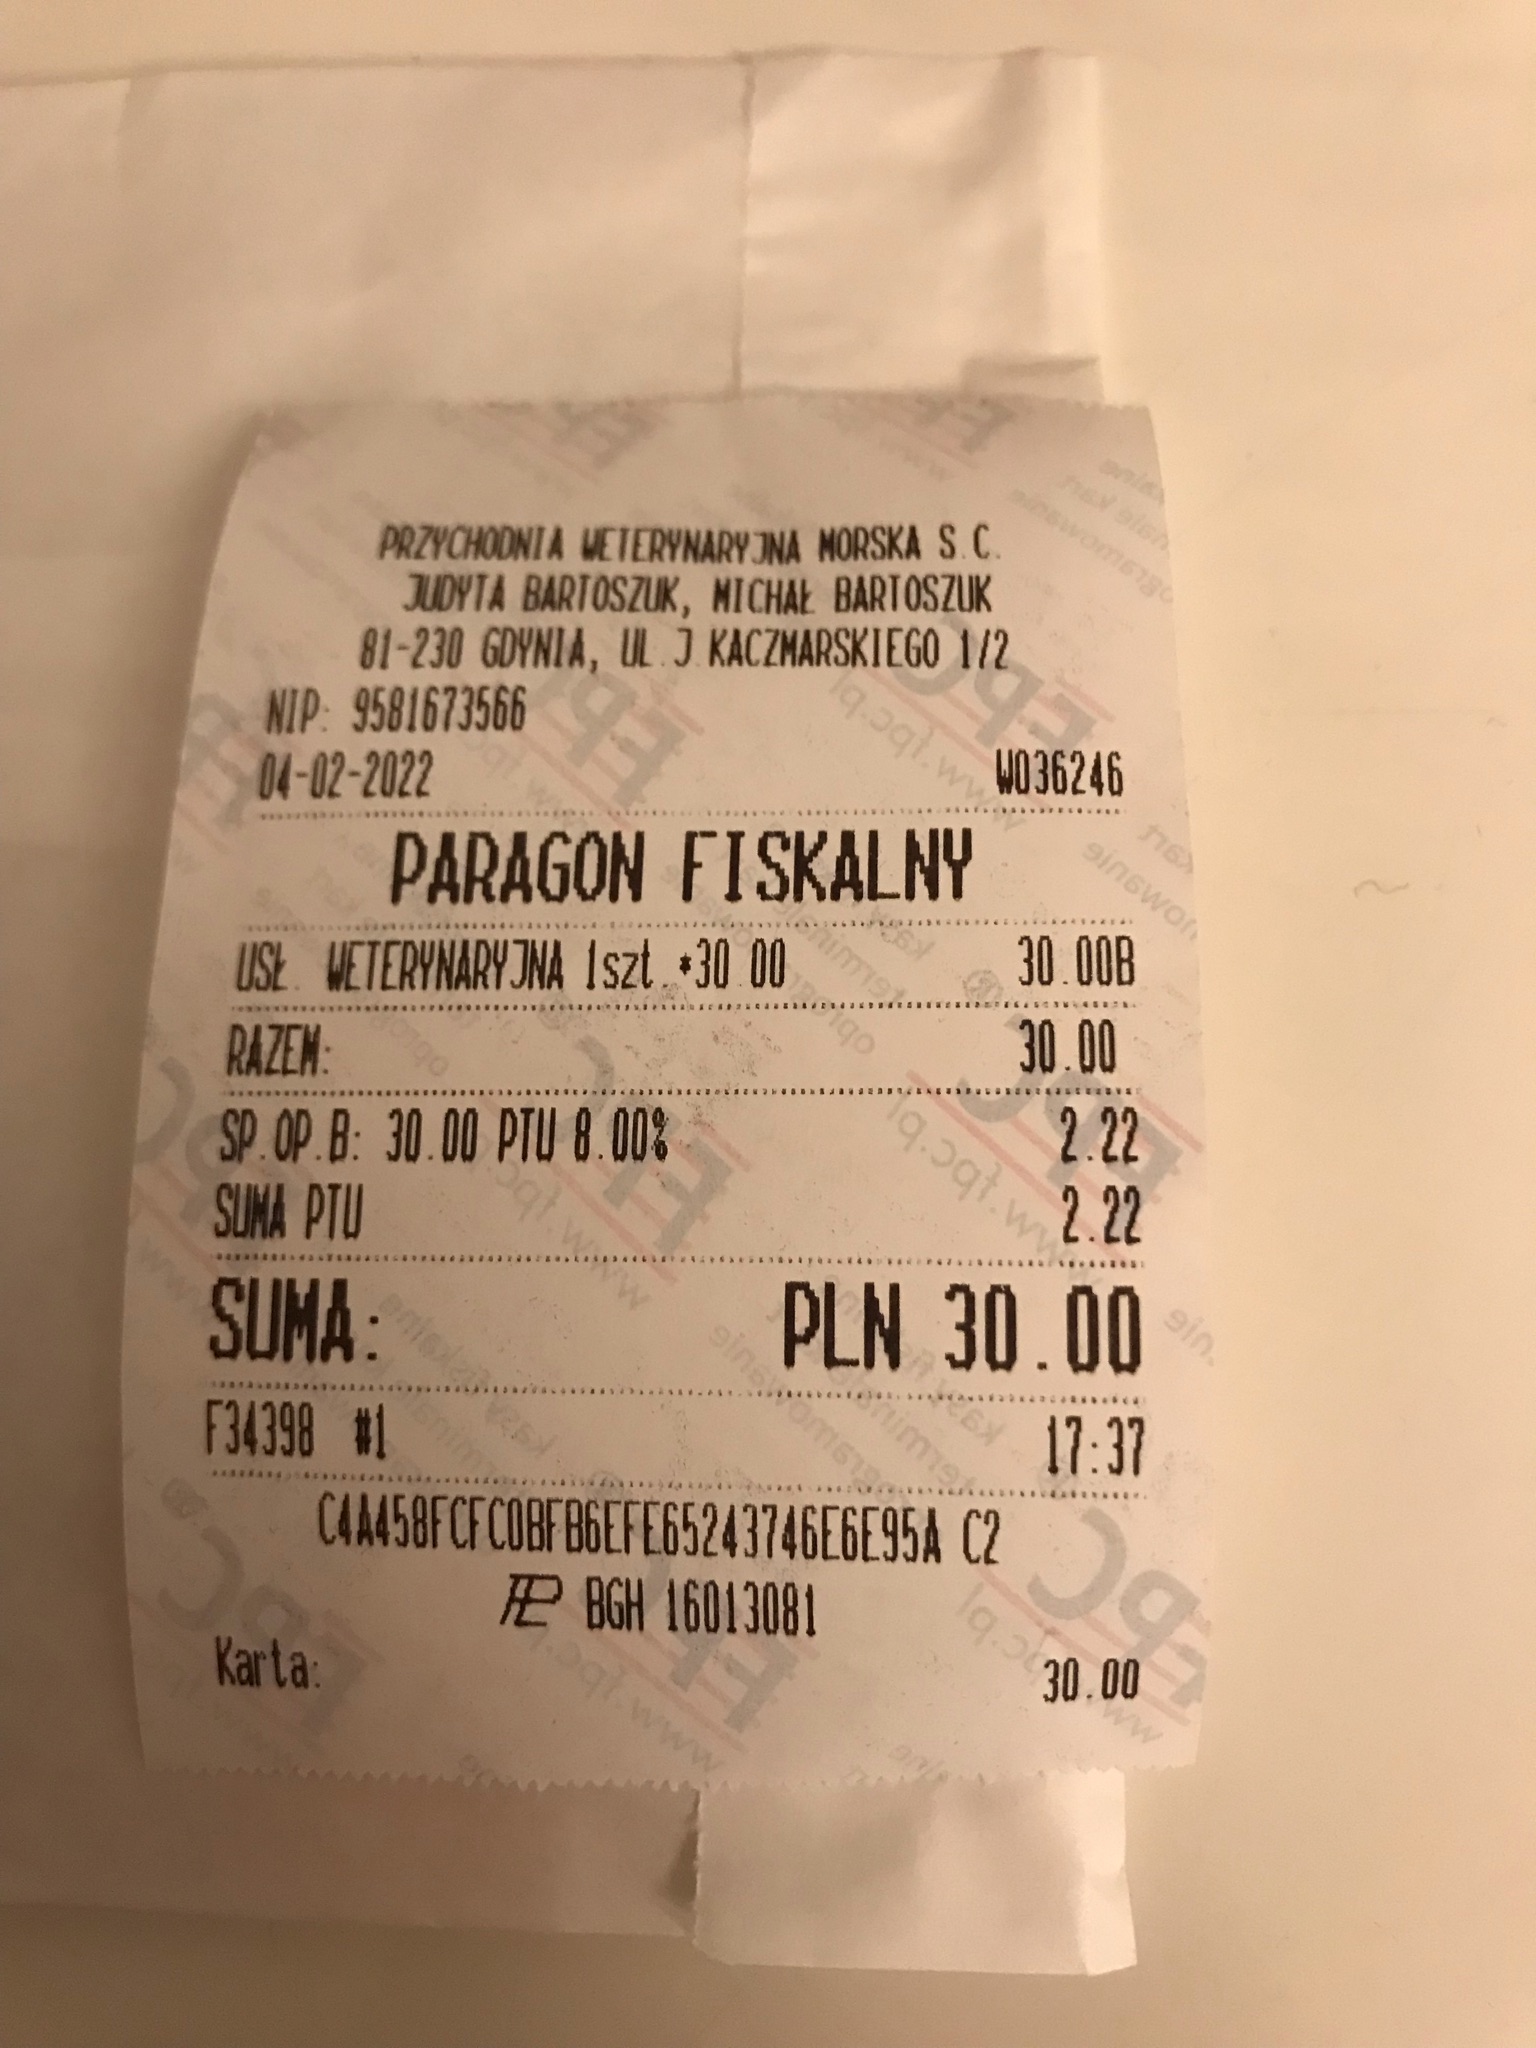 PRZYCHODNIA WETERYNARYJNA MORSKA S.C.
JUDYTA BARTOSZUK, MICHAŁ BARTOSZUK
81-230 GDYNIA, UL.J.KACZMARSKIEGO 1/2
NIP: 9581673566
04-02-2022 W036246
PARAGON FISKALNY
USŁ. WETERYNARYJNA 1szt.*30.00 30.00B
RAZEM: 30.00
SP.OP.B: 30.00 PTU 8.00% 2.22
SUMA PTU 2.22
SUMA: PLN 30.00
F34398 #1 17:37
C4A458FCFC0BFB6EFE65243746E6E95A C2
BGH 16013081
Karta: 30.00